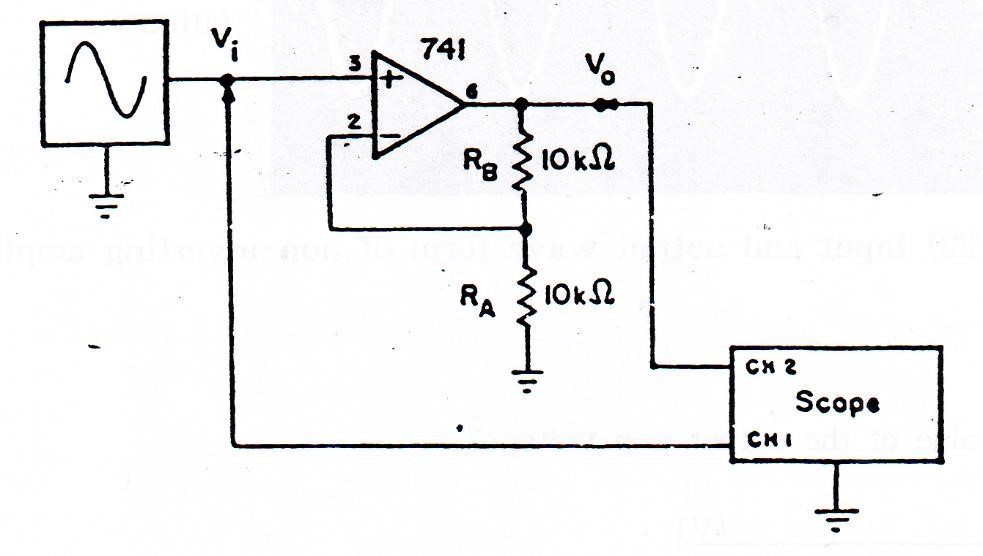 Vi
741
3
+
2
−
6
Vo
RB 10kΩ
RA 10kΩ
CH 2
Scope
CH 1